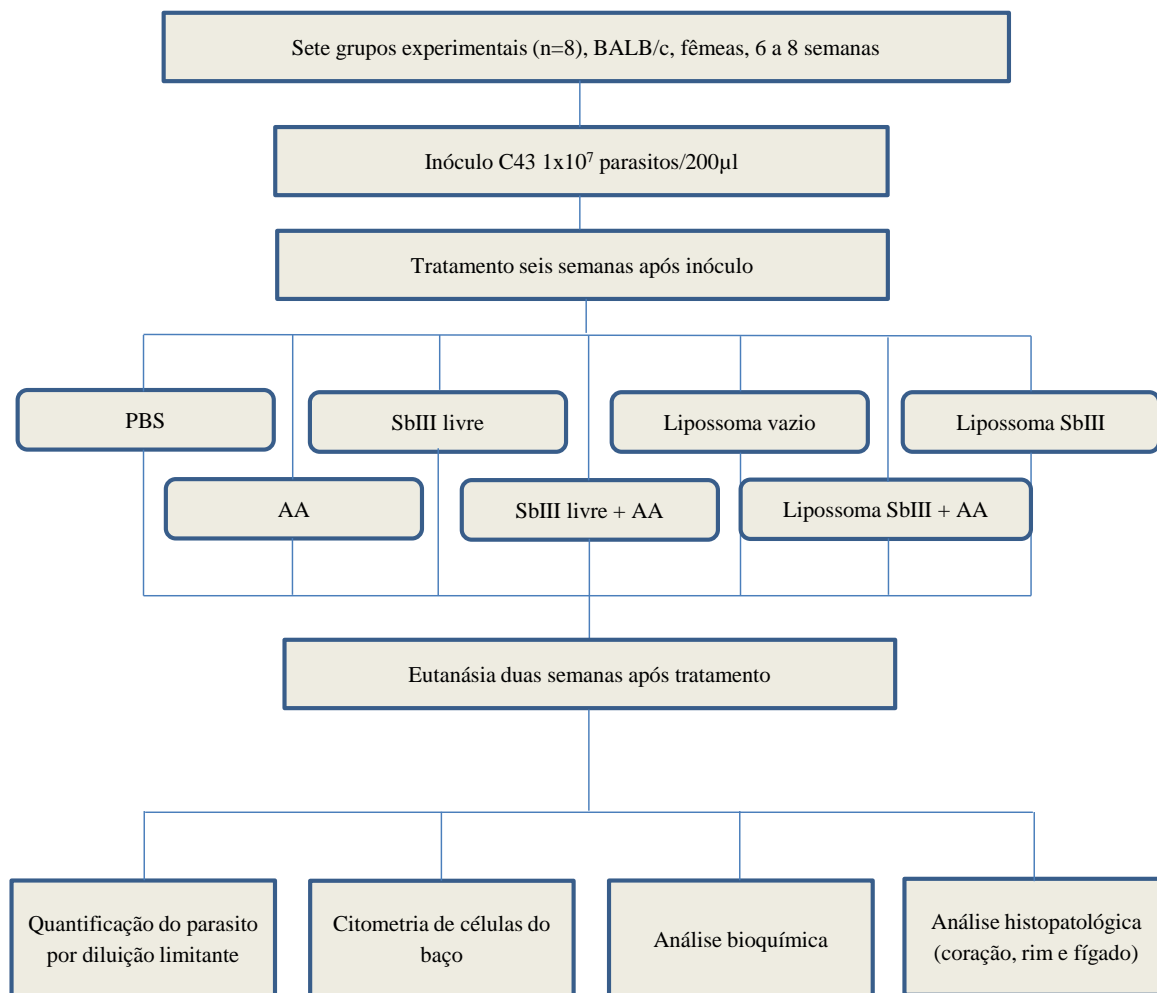 Sete grupos experimentais (n=8), BALB/c, fêmeas, 6 a 8 semanas
Inóculo C43 1x10⁷ parasitos/200µl
Tratamento seis semanas após inóculo
PBS
SbIII livre
Lipossoma vazio
Lipossoma SbIII
AA
SbIII livre + AA
Lipossoma SbIII + AA
Eutanásia duas semanas após tratamento
Quantificação do parasito
por diluição limitante
Citometria de células do
baço
Análise bioquímica
Análise histopatológica
(coração, rim e fígado)